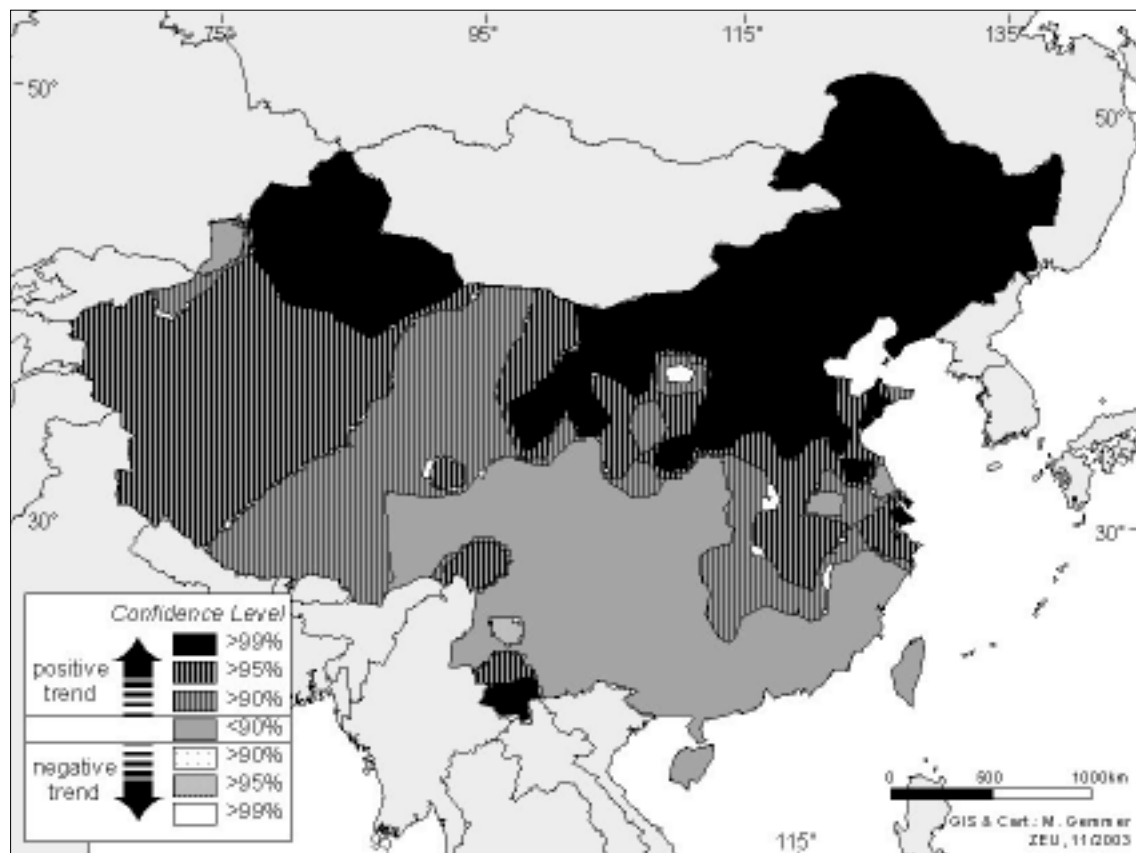 75° 95° 115° 135°
50° 50°
30° 30°
Confidence Level
>99%
>95%
positive trend
>90%
<90%
>90%
negative trend
>95%
>99%
0 500 1000km
GIS & Cart.: M. Gemmer
ZEU, 11/2003
95° 115°